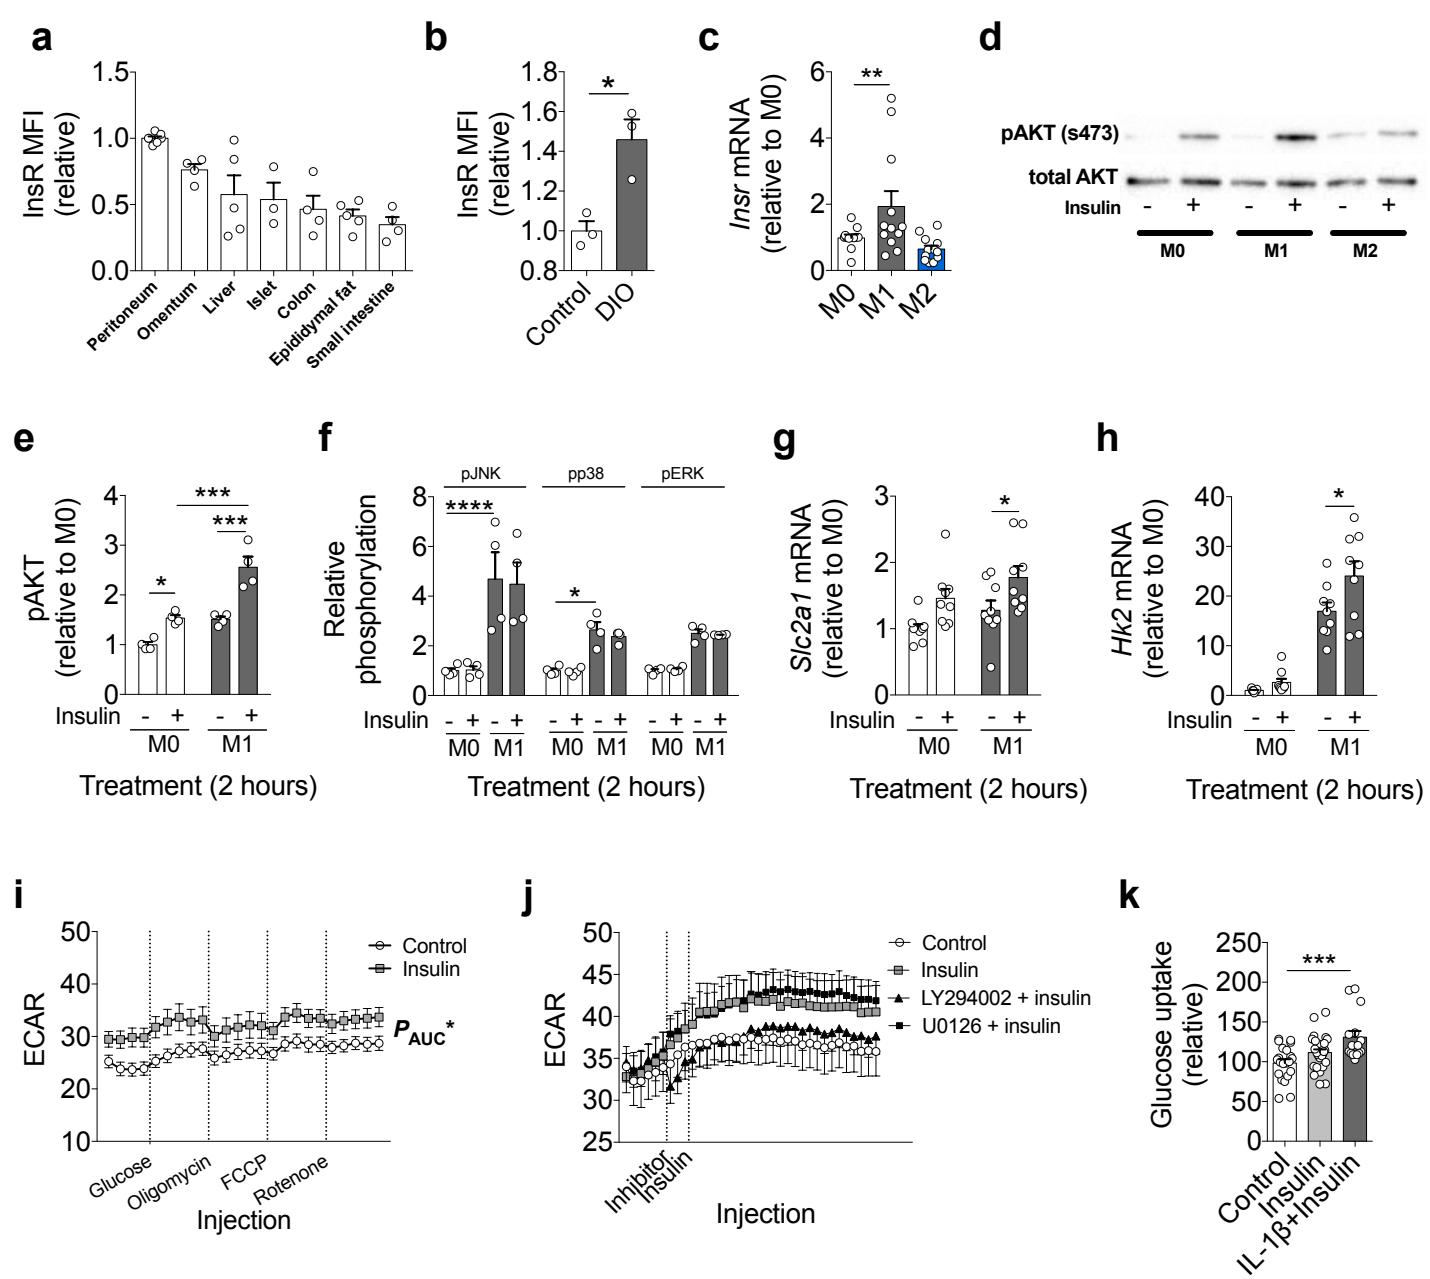 a
InsR MFI
(relative)
1.5
1.0
0.5
0.0
Peritoneum
Omentum
Liver
Islet
Colon
Epididymal fat
Small intestine
b
InsR MFI
(relative)
1.8
1.6
1.4
1.2
1.0
0.8
*
Control
DIO
c
Insr mRNA
(relative to M0)
6
4
2
0
**
M0
M1
M2
d
pAKT (s473)
total AKT
Insulin - + - + - +
M0 M1 M2
e
pAKT
(relative to M0)
4
3
2
1
0
***
***
*
Insulin - + - +
M0 M1
Treatment (2 hours)
f
Relative
phosphorylation
pJNK pp38 pERK
8
6
4
2
0
****
*
Insulin - + - + - + - + - + - +
M0 M1 M0 M1 M0 M1
Treatment (2 hours)
g
Slc2a1 mRNA
(relative to M0)
3
2
1
0
*
Insulin - + - +
M0 M1
Treatment (2 hours)
h
Hk2 mRNA
(relative to M0)
40
30
20
10
0
*
Insulin - + - +
M0 M1
Treatment (2 hours)
i
ECAR
50
40
30
20
10
Control
Insulin
PAUC*
Glucose
Oligomycin
FCCP
Rotenone
Injection
j
ECAR
50
45
40
35
30
25
Control
Insulin
LY294002 + insulin
U0126 + insulin
Inhibitor
Insulin
Injection
k
Glucose uptake
(relative)
250
200
150
100
50
0
***
Control
Insulin
IL-1β+Insulin